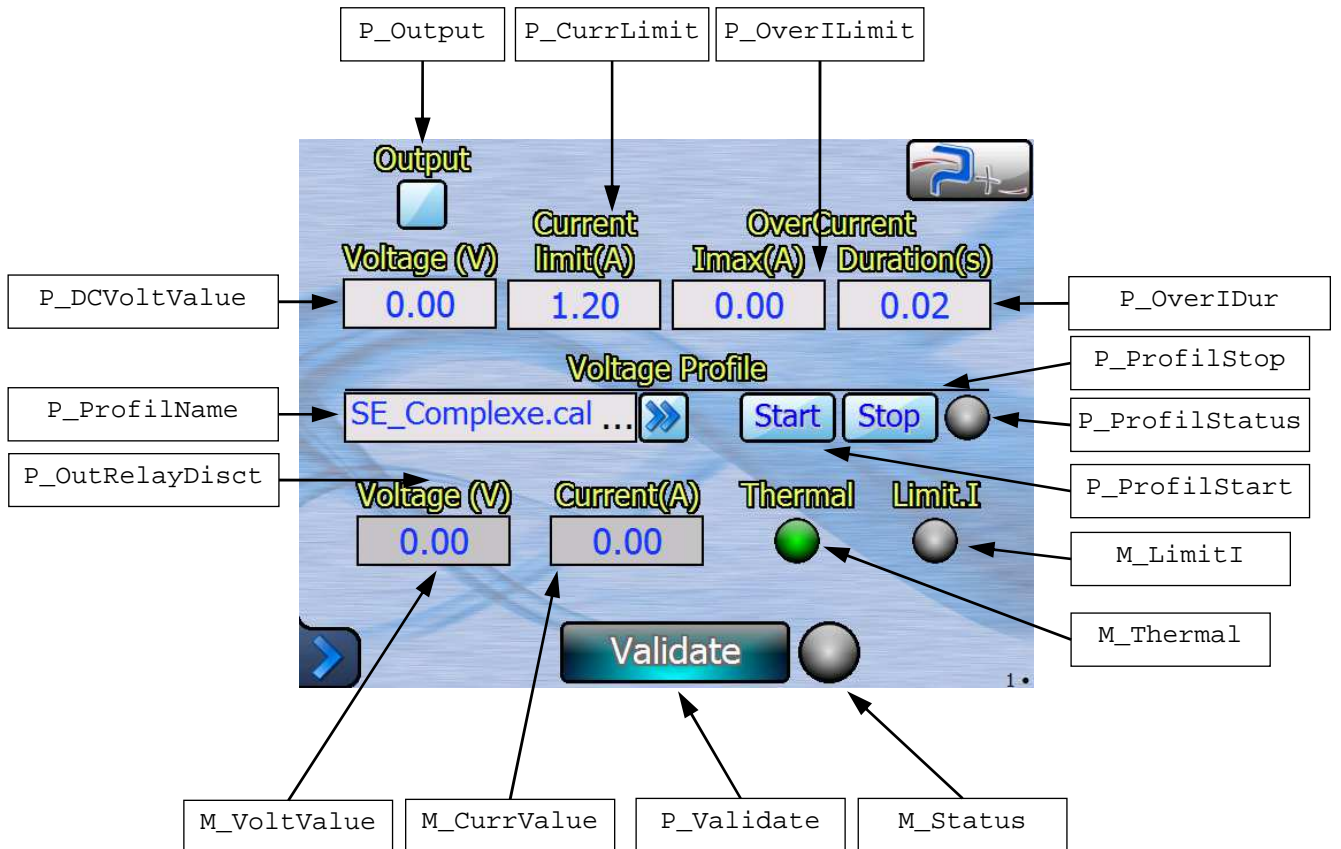 P_Output P_CurrLimit P_OverILimit
Output
Current OverCurrent
Voltage (V) limit(A) Imax(A) Duration(s)
P_DCVoltValue 0.00 1.20 0.00 0.02 P_OverIDur
Voltage Profile P_ProfilStop
P_ProfilName SE_Complexe.cal ... Start Stop P_ProfilStatus
P_OutRelayDisct Voltage (V) Current(A) Thermal Limit.I P_ProfilStart
0.00 0.00 M_LimitI
M_Thermal
Validate
1
M_VoltValue M_CurrValue P_Validate M_Status